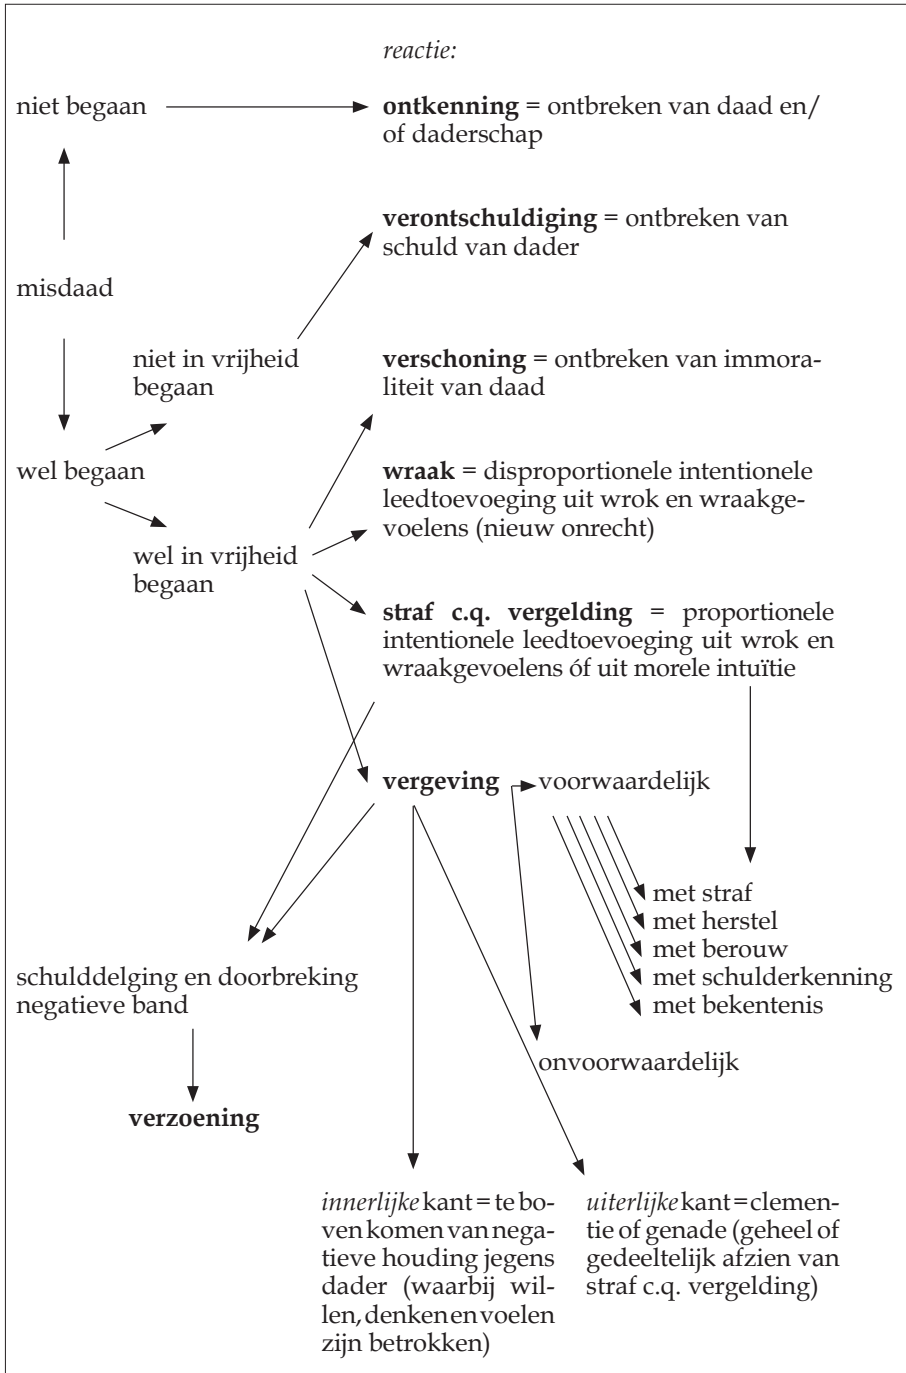 reactie:
niet begaan
ontkenning = ontbreken van daad en/
of daderschap
verontschuldiging = ontbreken van
schuld van dader
misdaad
niet in vrijheid
begaan
verschoning = ontbreken van immora-
liteit van daad
wel begaan
wraak = disproportionele intentionele
leedtoevoeging uit wrok en wraakge-
voelens (nieuw onrecht)
wel in vrijheid
begaan
straf c.q. vergelding = proportionele
intentionele leedtoevoeging uit wrok en
wraakgevoelens óf uit morele intuïtie
vergeving
voorwaardelijk
met straf
met herstel
met berouw
met schulderkenning
met bekentenis
schulddelging en doorbreking
negatieve band
onvoorwaardelijk
verzoening
innerlijke kant = te bo-
ven komen van nega-
tieve houding jegens
dader (waarbij wil-
len, denken en voelen
zijn betrokken)
uiterlijke kant = clemen-
tie of genade (geheel of
gedeeltelijk afzien van
straf c.q. vergelding)